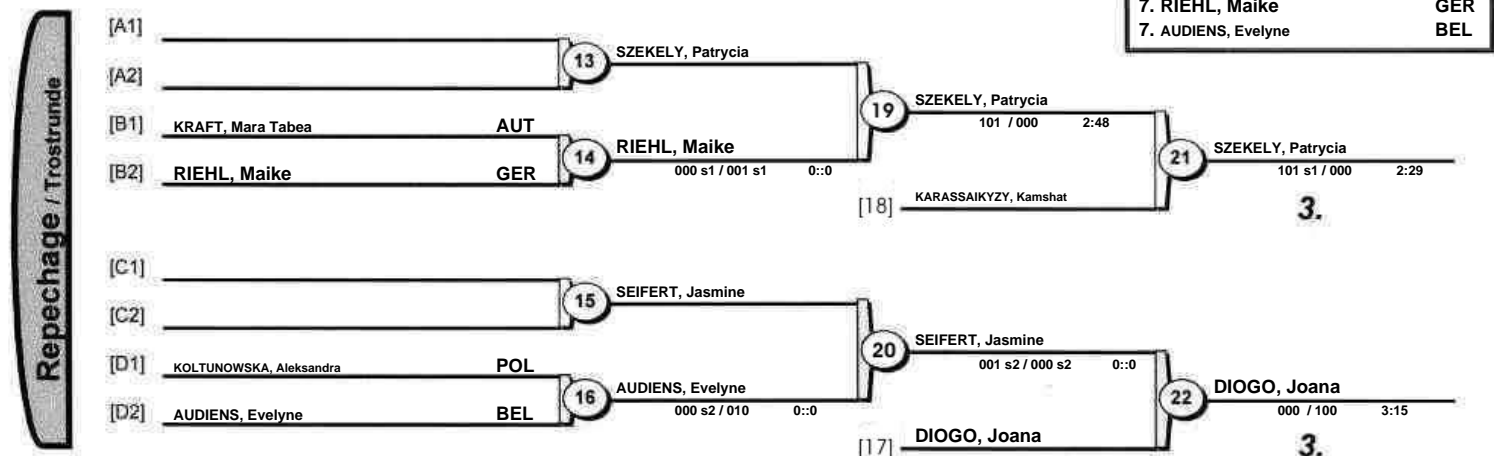 7. RIEHL, Maike GER
7. AUDIENS, Evelyne BEL
Repechage / Trostrunde
[A1]
13 SZEKELY, Patrycia
[A2]
19 SZEKELY, Patrycia
101 / 000 2:48
[B1] KRAFT, Mara Tabea AUT
14 RIEHL, Maike
000 s1 / 001 s1 0::0
21 SZEKELY, Patrycia
101 s1 / 000 2:29
[B2] RIEHL, Maike GER
[18] KARASSAIKYZY, Kamshat
3.
[C1]
15 SEIFERT, Jasmine
[C2]
20 SEIFERT, Jasmine
001 s2 / 000 s2 0::0
[D1] KOLTUNOWSKA, Aleksandra POL
16 AUDIENS, Evelyne
000 s2 / 010 0::0
22 DIOGO, Joana
000 / 100 3:15
[D2] AUDIENS, Evelyne BEL
[17] DIOGO, Joana
3.